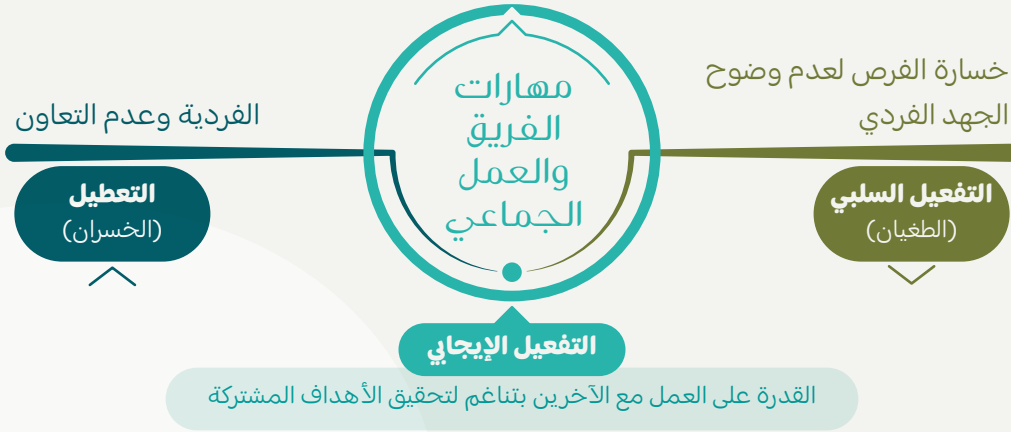 خسارة الفرص لعدم وضوح
الجهد الفردي
التفعيل السلبي
(الطغيان)
مهارات
الفريق
والعمل
الجماعي
الفردية وعدم التعاون
التعطيل
(الخسران)
التفعيل الإيجابي
القدرة على العمل مع الآخرين بتناغم لتحقيق الأهداف المشتركة